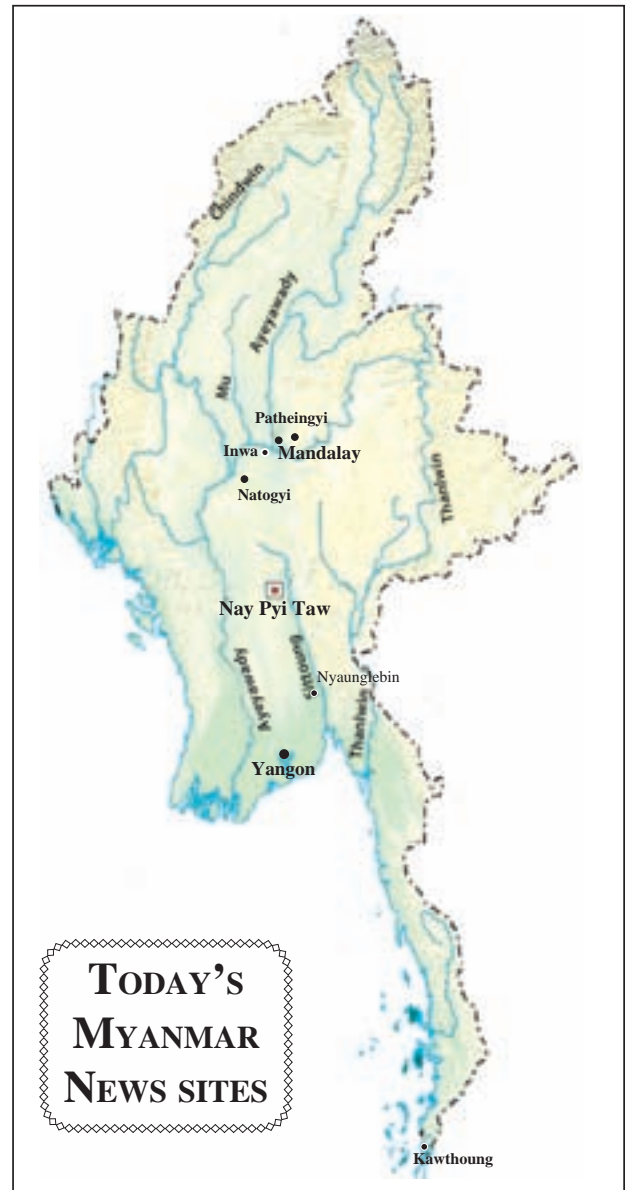 Chindwin
Ayeyawady
Mu
Patheingyi
Inwa
Mandalay
Natogyi
Thanlwin
Nay Pyi Taw
Ayeyawady
Sittoung
Nyaunglebin
Thanlwin
Yangon
TODAY'S
MYANMAR
NEWS SITES
Kawthoung